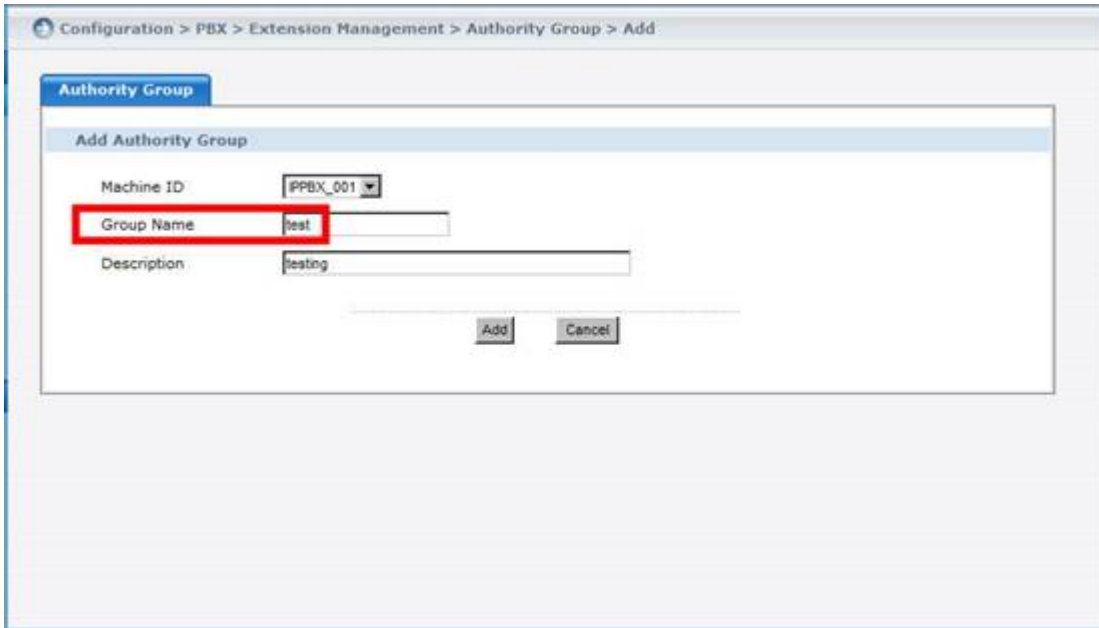 Configuration > PBX > Extension Management > Authority Group > Add
Authority Group
Add Authority Group
Machine ID IPPBX_001
Group Name test
Description testing
Add Cancel